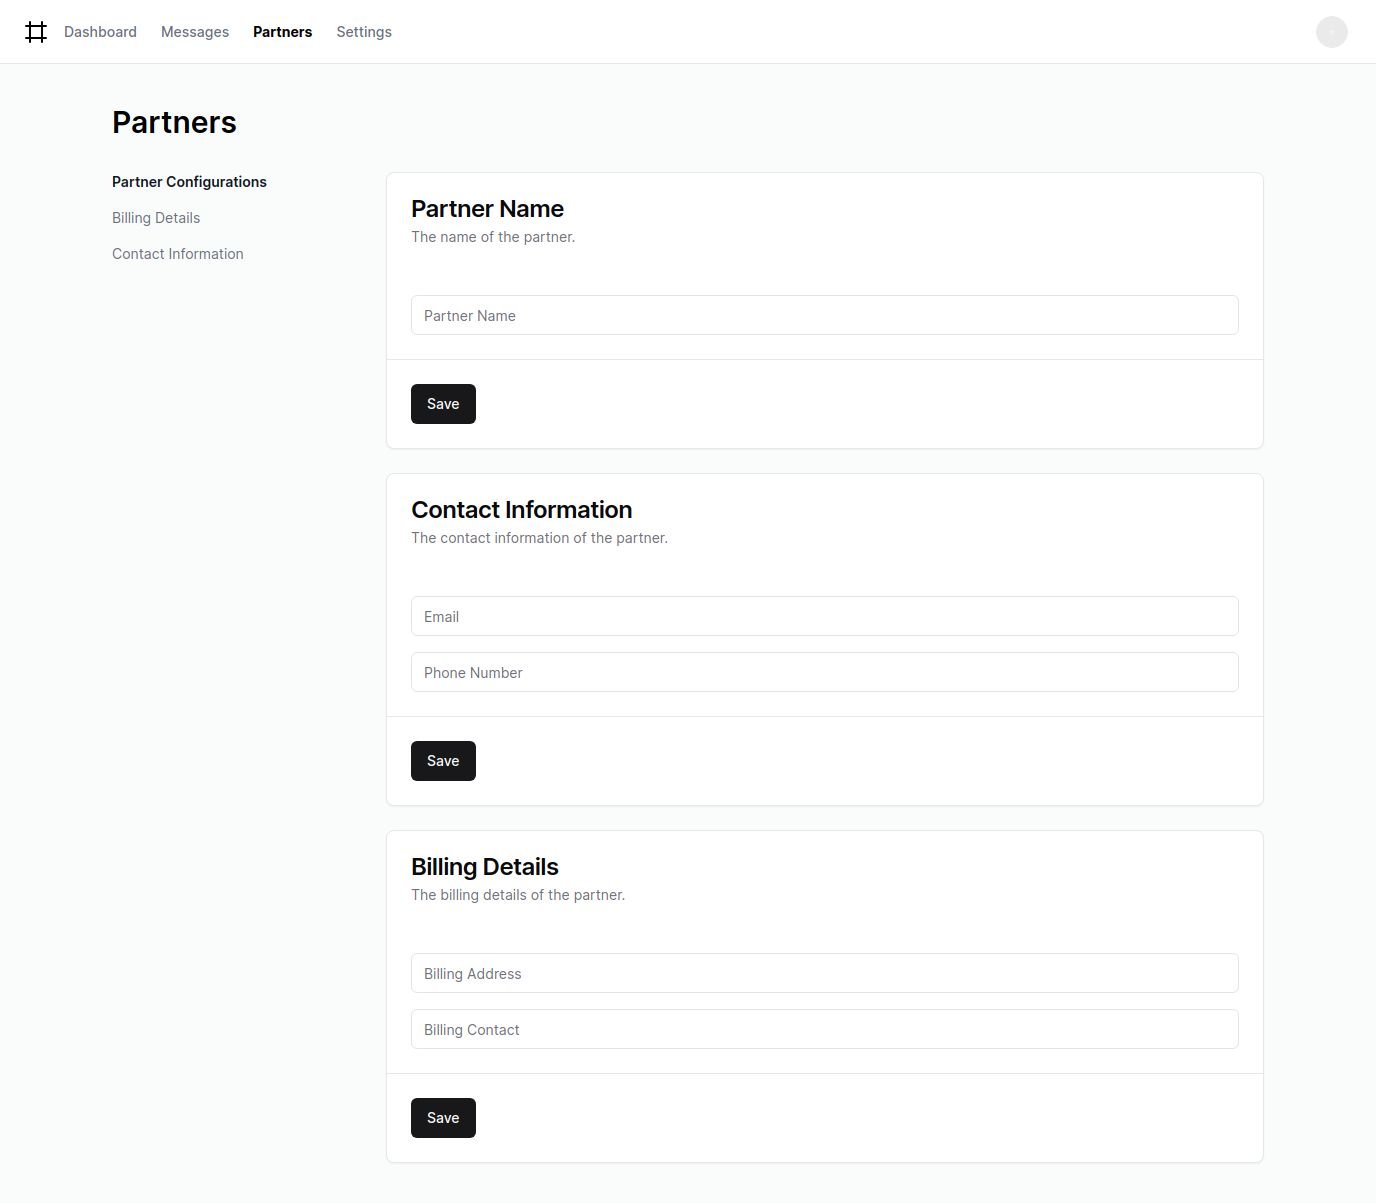 Dashboard Messages Partners Settings
Partners
Partner Configurations
Billing Details
Contact Information
Partner Name
The name of the partner.
Partner Name
Save
Contact Information
The contact information of the partner.
Email
Phone Number
Save
Billing Details
The billing details of the partner.
Billing Address
Billing Contact
Save